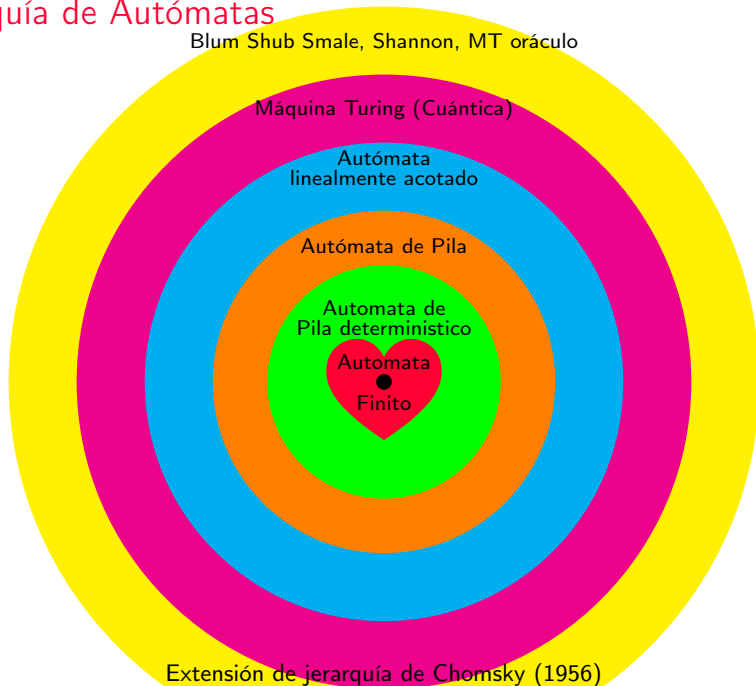 quía de Autómatas
Blum Shub Smale, Shannon, MT oráculo
Máquina Turing (Cuántica)
Autómata
linealmente acotado
Autómata de Pila
Automata de
Pila deterministico
Automata
Finito
Extensión de jerarquía de Chomsky (1956)